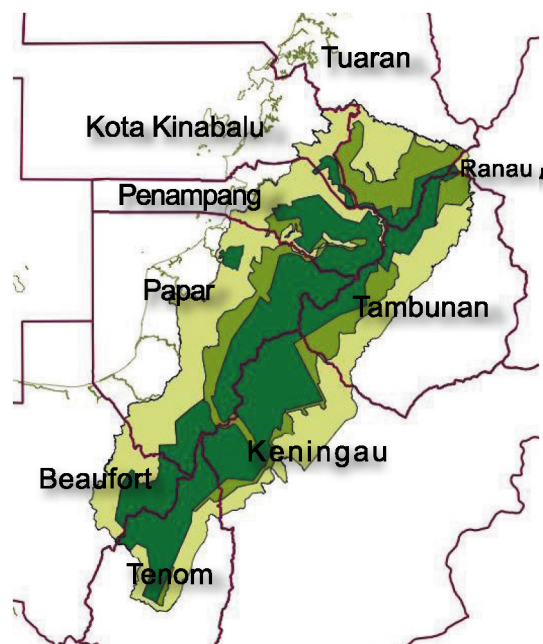 Tuaran
Kota Kinabalu
Ranau
Penampang
Papar
Tambunan
Keningau
Beaufort
Tenom